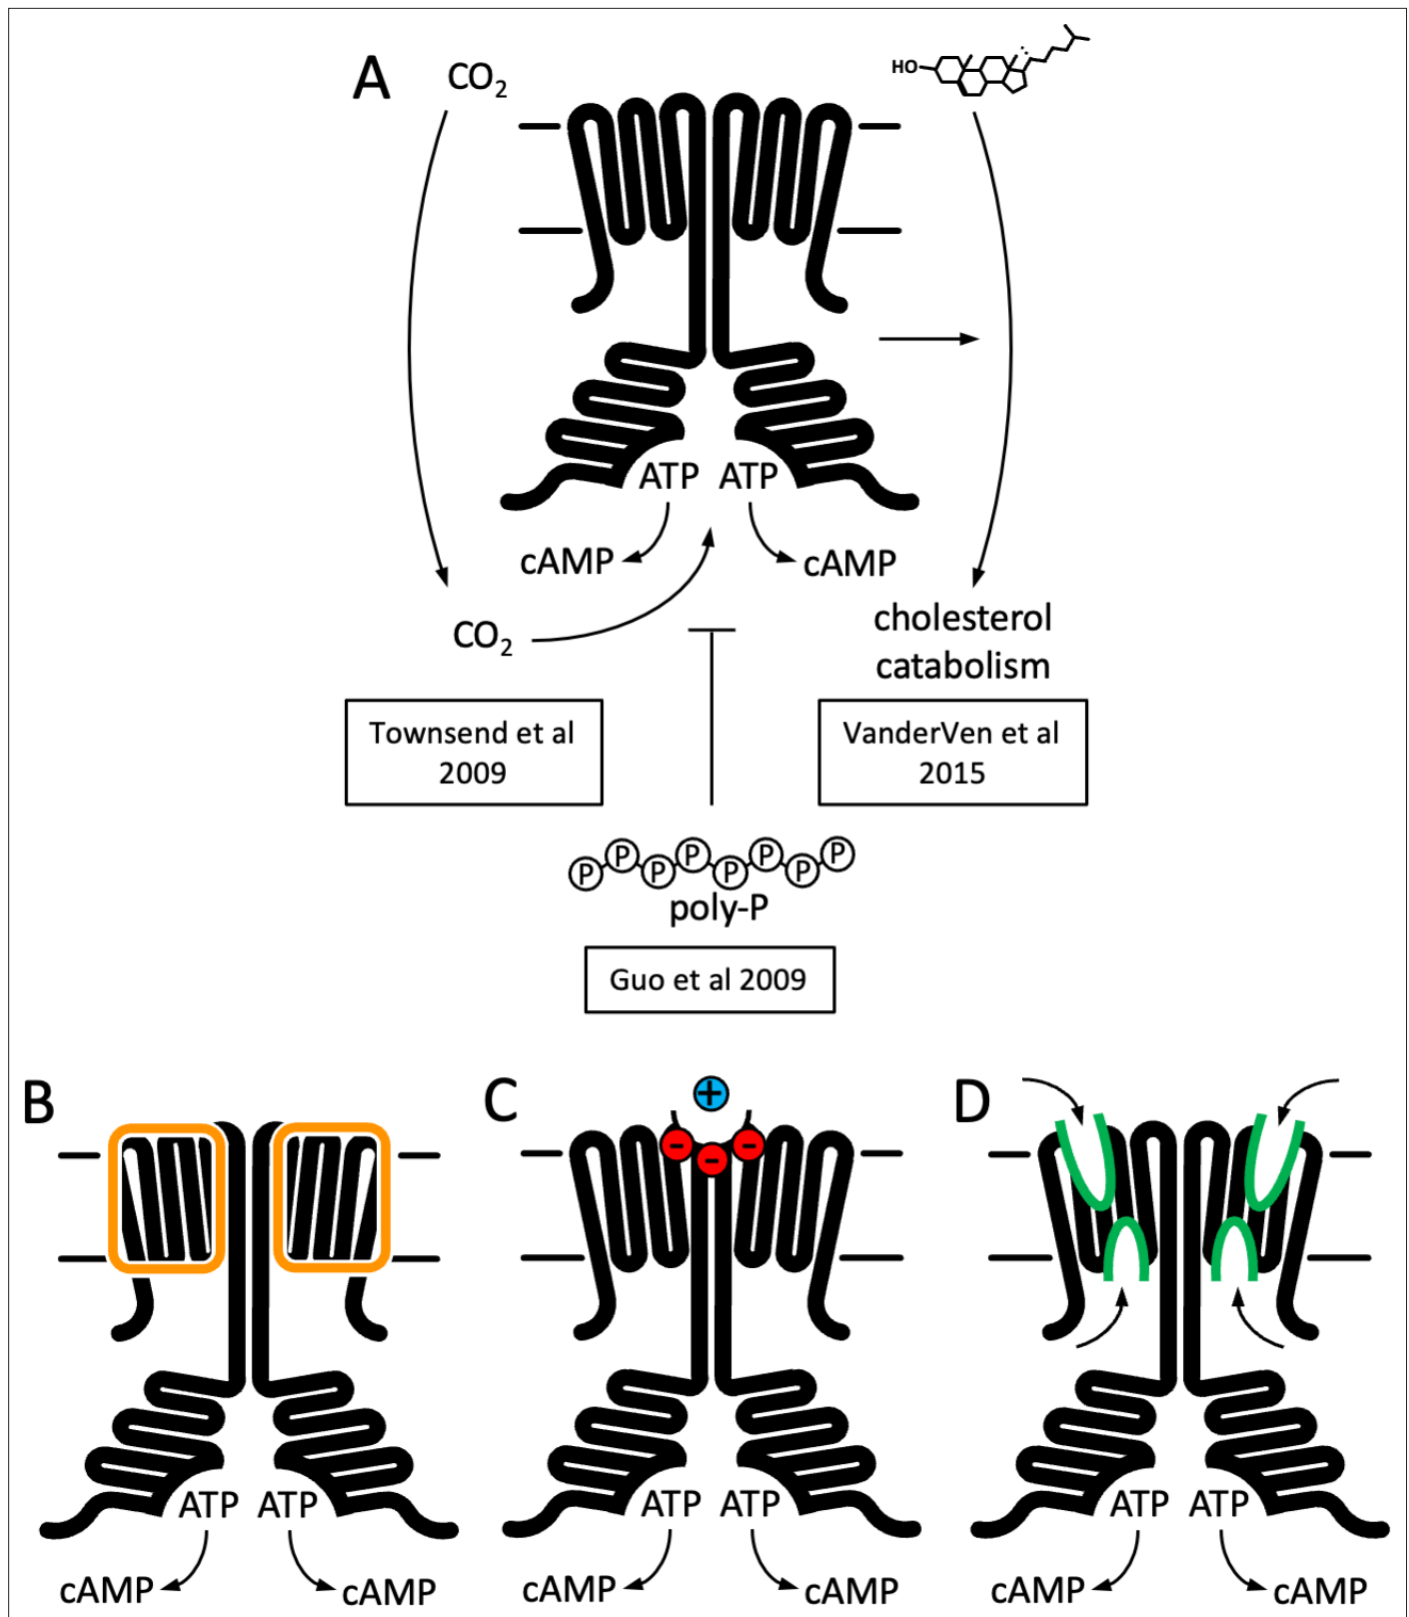 A
CO₂
HO
ATP ATP
cAMP
cAMP
CO₂
cholesterol
catabolism
Townsend et al
2009
VanderVen et al
2015
P P P P P P P P
poly-P
Guo et al 2009
B
ATP ATP
cAMP
cAMP
C
+
- - -
ATP ATP
cAMP
cAMP
D
ATP ATP
cAMP
cAMP